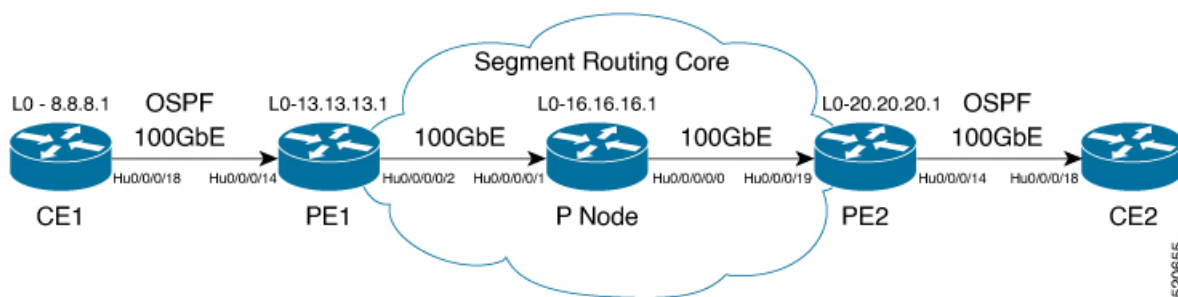 Segment Routing Core
L0 - 8.8.8.1
OSPF
L0-13.13.13.1
L0-16.16.16.1
L0-20.20.20.1
OSPF
100GbE
100GbE
100GbE
100GbE
Hu0/0/0/18
Hu0/0/0/14
Hu0/0/0/0/2
Hu0/0/0/0/1
Hu0/0/0/0/0
Hu0/0/0/19
Hu0/0/0/14
Hu0/0/0/18
CE1
PE1
P Node
PE2
CE2
520655